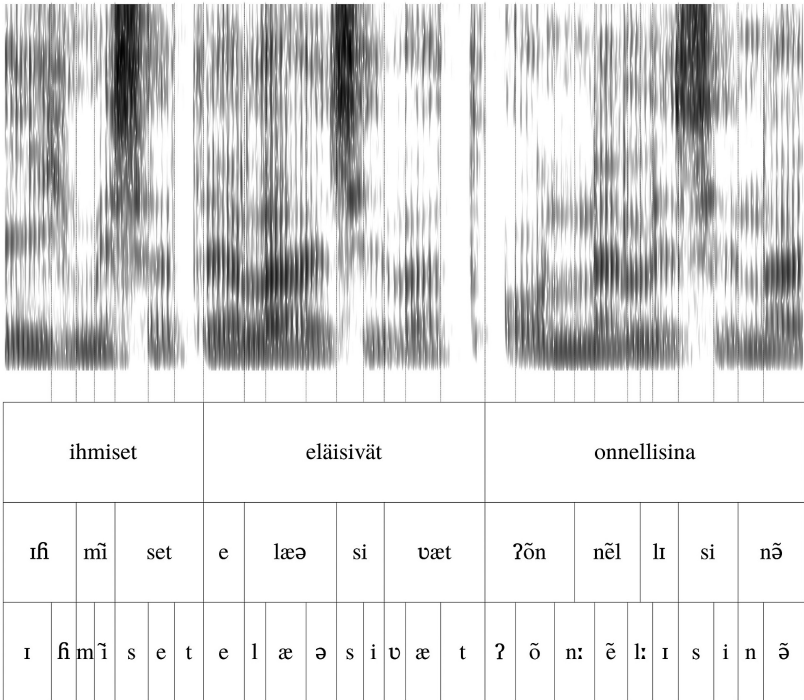 ihmiset eläisivät onnellisina
ɪɦ mĩ set e læə si ʋæt ʔõn nẽl lɪ si nə̃
ɪ ɦ m ĩ s e t e l æ ə s i ʋ æ t ʔ õ nː ẽ lː ɪ s i n ə̃